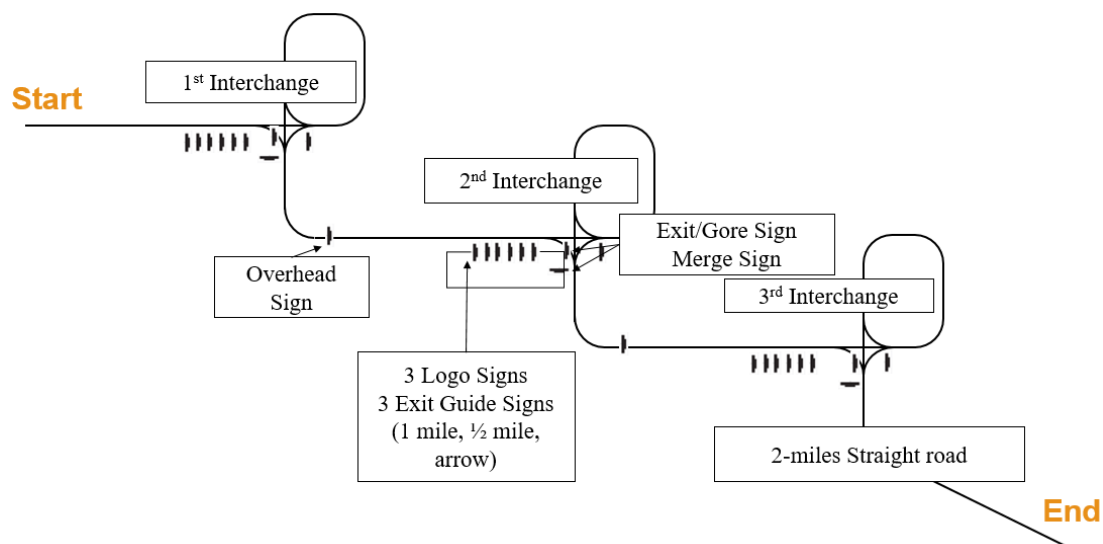 1st Interchange
Start
2nd Interchange
Exit/Gore Sign
Merge Sign
Overhead
Sign
3rd Interchange
3 Logo Signs
3 Exit Guide Signs
(1 mile, ½ mile,
arrow)
2-miles Straight road
End